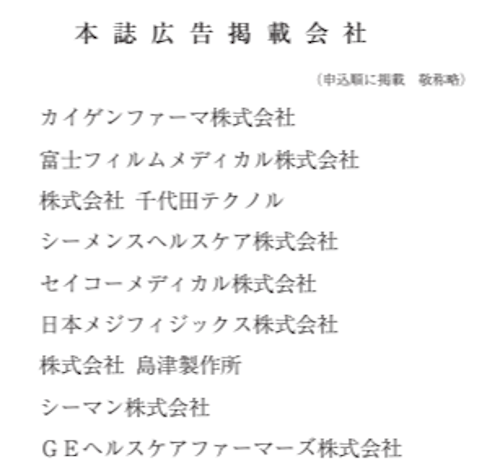 本誌広告掲載会社
（申込順に掲載　敬称略）
カイゲンファーマ株式会社
富士フィルムメディカル株式会社
株式会社 千代田テクノル
シーメンスヘルスケア株式会社
セイコーメディカル株式会社
日本メジフィジックス株式会社
株式会社 島津製作所
シーマン株式会社
ＧＥヘルスケアファーマーズ株式会社